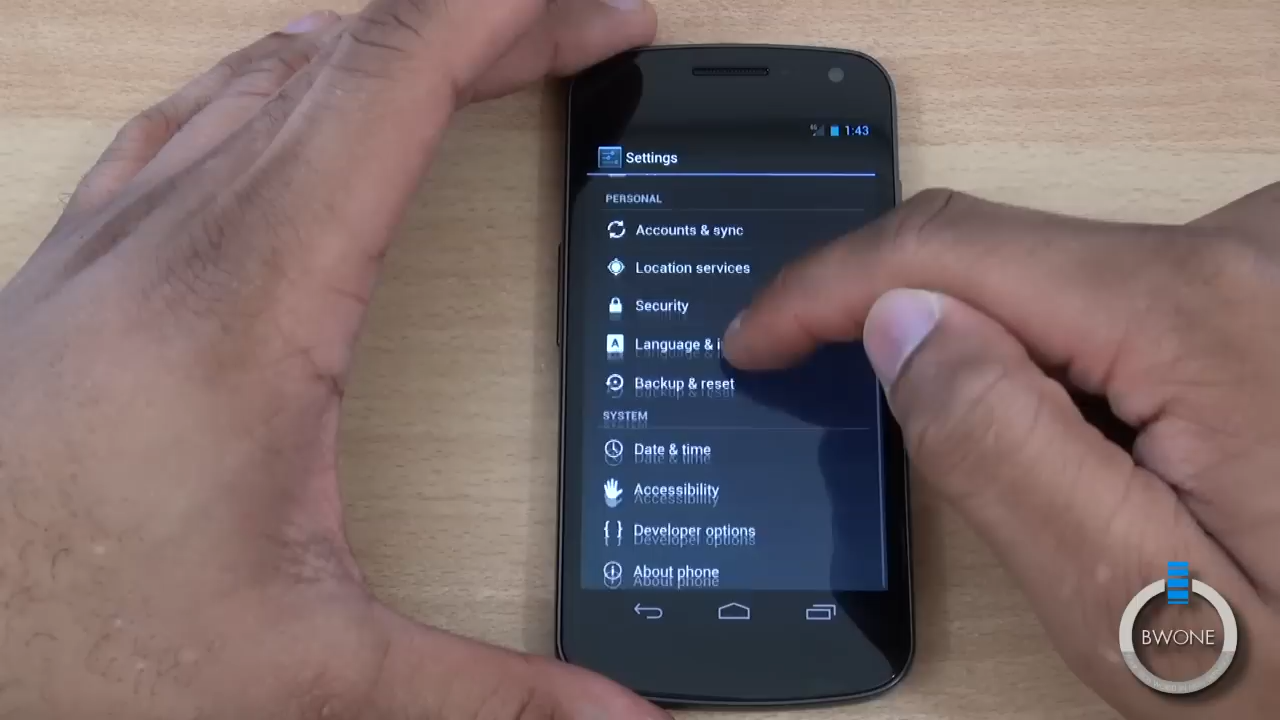 1:43
Settings
PERSONAL
Accounts & sync
Location services
Security
A Language & i
Backup & reset
SYSTEM
Date & time
Accessibility
{ } Developer options
About phone
BWONE